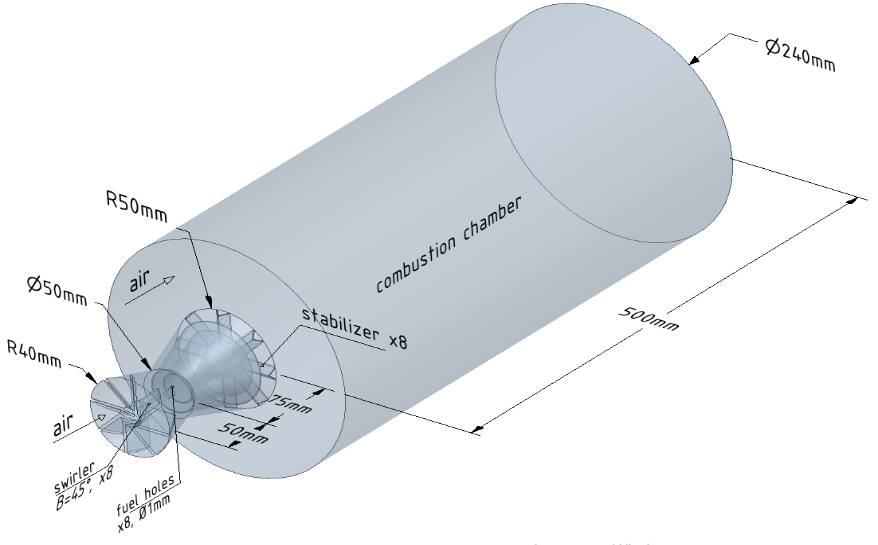 Ø240mm
R50mm
combustion chamber
air
Ø50mm
stabilizer x8
500mm
R40mm
75mm
air
50mm
swirler
B=45°, x8
fuel holes
x8, Ø1mm